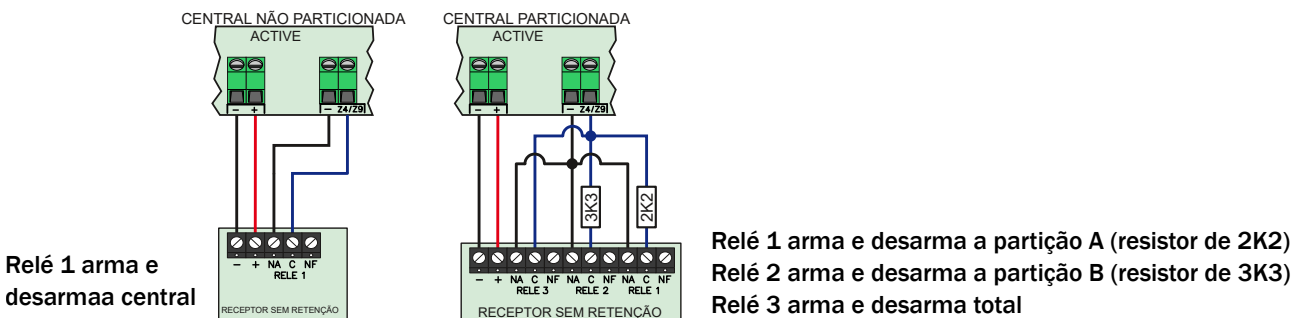 CENTRAL NÃO PARTICIONADA
ACTIVE
- + - Z4/Z9
- + NA C NF
RELE 1
RECEPTOR SEM RETENÇÃO
Relé 1 arma e
desarmaa central
CENTRAL PARTICIONADA
ACTIVE
- + - Z4/Z9
3K3
2K2
- + NA C NF NA C NF NA C NF
RELE 3 RELE 2 RELE 1
RECEPTOR SEM RETENÇÃO
Relé 1 arma e desarma a partição A (resistor de 2K2)
Relé 2 arma e desarma a partição B (resistor de 3K3)
Relé 3 arma e desarma total